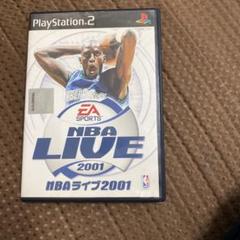 PlayStation 2
EA
SPORTS
NBA
LIVE
2001
NBAライブ2001